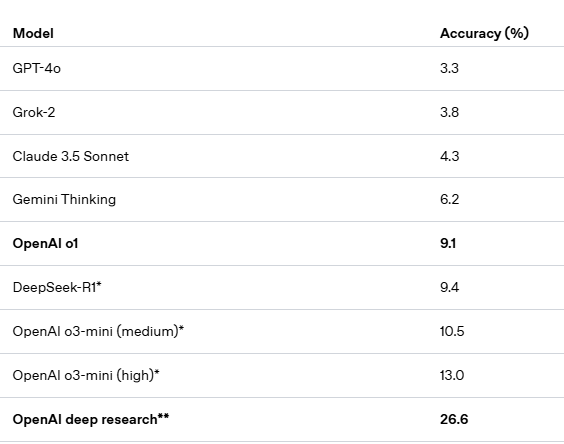 Model Accuracy (%)
GPT-4o 3.3
Grok-2 3.8
Claude 3.5 Sonnet 4.3
Gemini Thinking 6.2
OpenAI o1 9.1
DeepSeek-R1* 9.4
OpenAI o3-mini (medium)* 10.5
OpenAI o3-mini (high)* 13.0
OpenAI deep research** 26.6